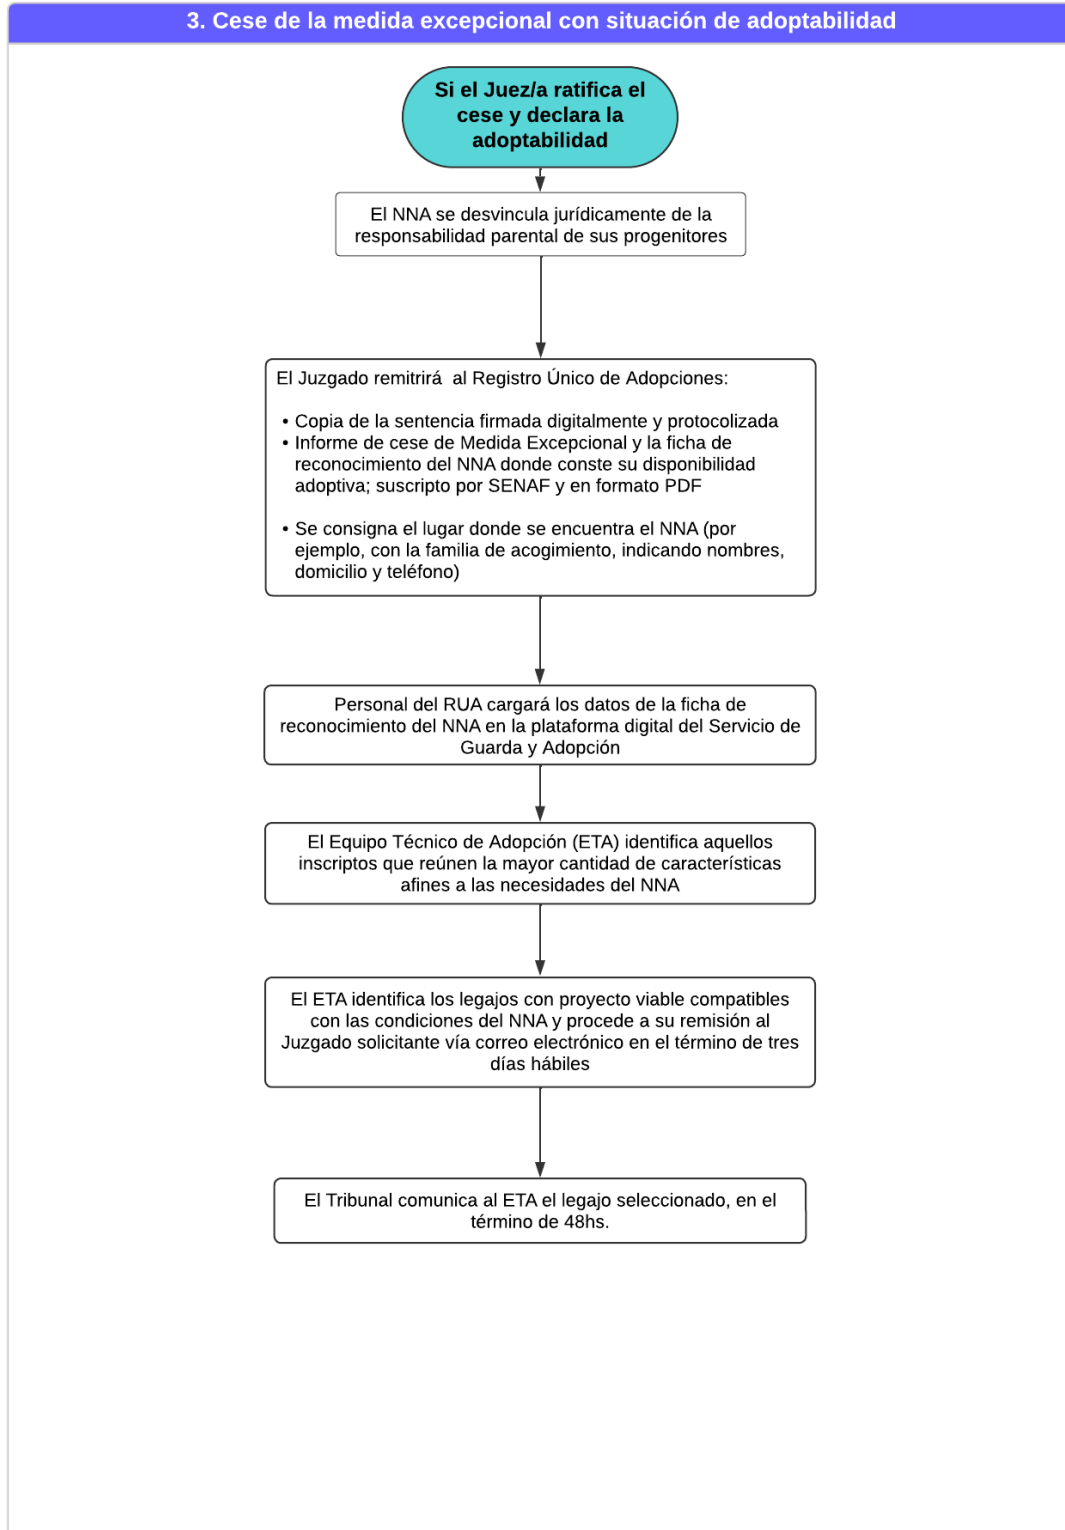 3. Cese de la medida excepcional con situación de adoptabilidad
Si el Juez/a ratifica el
cese y declara la
adoptabilidad
El NNA se desvincula jurídicamente de la
responsabilidad parental de sus progenitores
El Juzgado remitrirá al Registro Único de Adopciones:
• Copia de la sentencia firmada digitalmente y protocolizada
• Informe de cese de Medida Excepcional y la ficha de
reconocimiento del NNA donde conste su disponibilidad
adoptiva; suscripto por SENAF y en formato PDF
• Se consigna el lugar donde se encuentra el NNA (por
ejemplo, con la familia de acogimiento, indicando nombres,
domicilio y teléfono)
Personal del RUA cargará los datos de la ficha de
reconocimiento del NNA en la plataforma digital del Servicio de
Guarda y Adopción
El Equipo Técnico de Adopción (ETA) identifica aquellos
inscriptos que reúnen la mayor cantidad de características
afines a las necesidades del NNA
El ETA identifica los legajos con proyecto viable compatibles
con las condiciones del NNA y procede a su remisión al
Juzgado solicitante vía correo electrónico en el término de tres
días hábiles
El Tribunal comunica al ETA el legajo seleccionado, en el
término de 48hs.